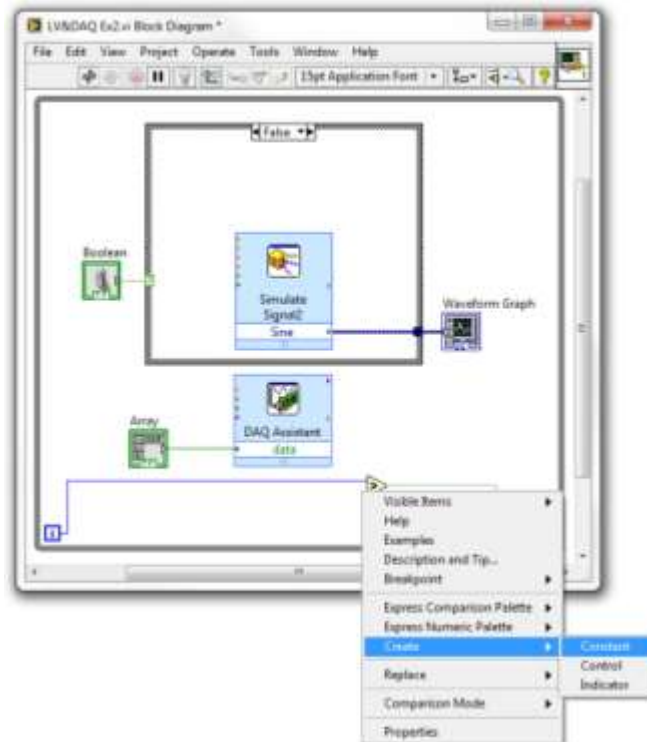 LV&DAQ Ex2.vi Block Diagram *
File Edit View Project Operate Tools Window Help
15pt Application Font
False
Boolean
Simulate
Signal2
Sine
Waveform Graph
Array
DAQ Assistant
data
i
Visible Items
Help
Examples
Description and Tip...
Breakpoint
Express Comparison Palette
Express Numeric Palette
Create
Constant
Control
Replace
Indicator
Comparison Mode
Properties